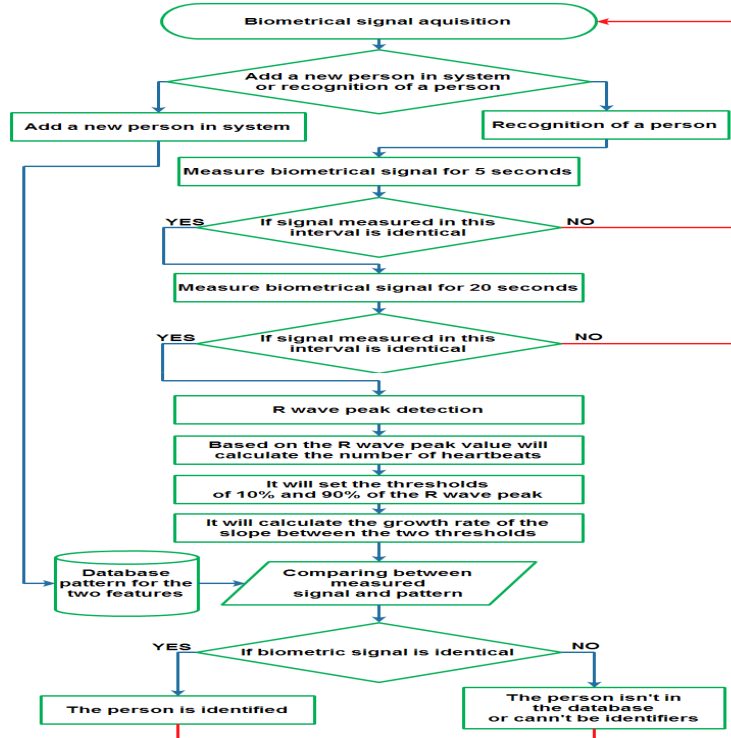 Biometrical signal aquisition
Add a new person in system
or recognition of a person
Add a new person in system
Recognition of a person
Measure biometrical signal for 5 seconds
YES
If signal measured in this
interval is identical
NO
Measure biometrical signal for 20 seconds
YES
If signal measured in this
interval is identical
NO
R wave peak detection
Based on the R wave peak value will
calculate the number of heartbeats
It will set the thresholds
of 10% and 90% of the R wave peak
It will calculate the growth rate of the
slope between the two thresholds
Database
pattern for the
two features
Comparing between
measured
signal and pattern
YES
If biometric signal is identical
NO
The person is identified
The person isn't in
the database
or cann't be identifiers